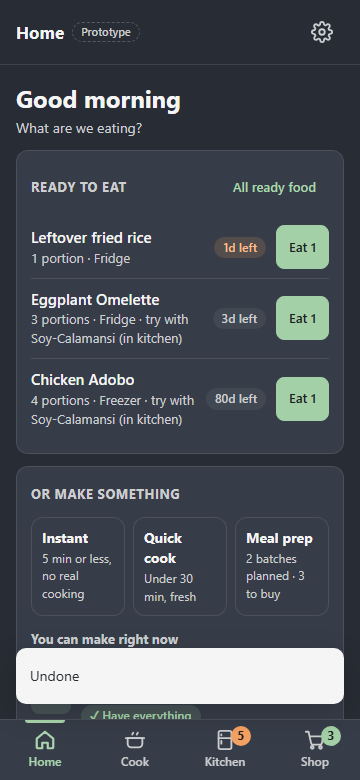 Home Prototype
Good morning
What are we eating?
READY TO EAT All ready food
Leftover fried rice
1 portion · Fridge
1d left
Eat 1
Eggplant Omelette
3 portions · Fridge · try with
Soy-Calamansi (in kitchen)
3d left
Eat 1
Chicken Adobo
4 portions · Freezer · try with
Soy-Calamansi (in kitchen)
80d left
Eat 1
OR MAKE SOMETHING
Instant
5 min or less,
no real
cooking
Quick
cook
Under 30
min, fresh
Meal prep
2 batches
planned · 3
to buy
You can make right now
Undone
✓ Have everything
Home
Cook
5
Kitchen
3
Shop